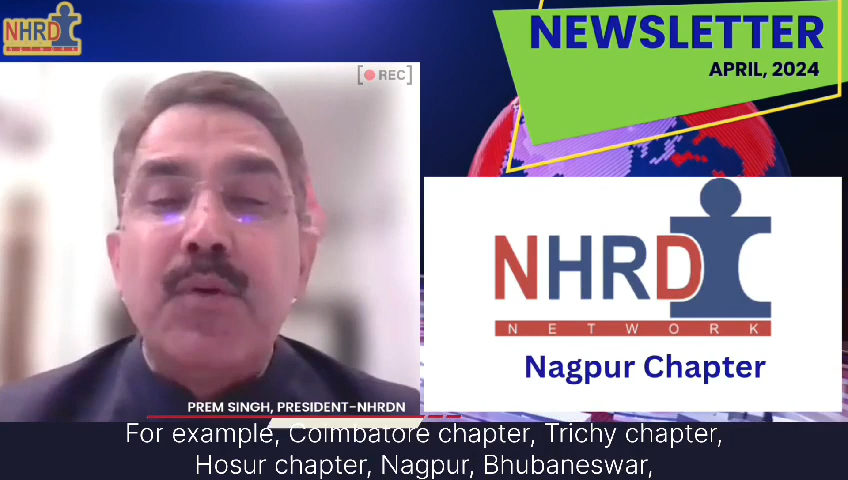 NHRD
NETWORK
NEWSLETTER
APRIL, 2024
[REC]
NHRD
NETWORK
Nagpur Chapter
PREM SINGH, PRESIDENT-NHRDN
For example, Coimbatore chapter, Trichy chapter,
Hosur chapter, Nagpur, Bhubaneswar,